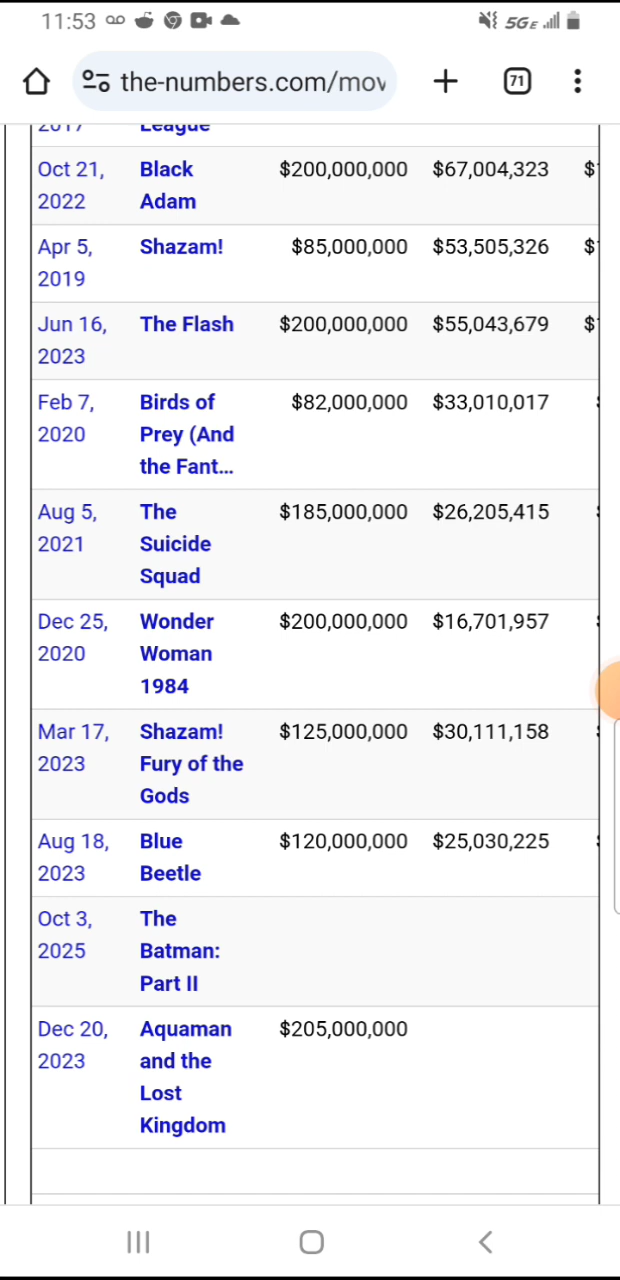 11:53 5GE
the-numbers.com/mov 71
2017 League
Oct 21, Black $200,000,000 $67,004,323 $
2022 Adam
Apr 5, Shazam! $85,000,000 $53,505,326 $
2019
Jun 16, The Flash $200,000,000 $55,043,679 $
2023
Feb 7, Birds of $82,000,000 $33,010,017
2020 Prey (And
the Fant...
Aug 5, The $185,000,000 $26,205,415
2021 Suicide
Squad
Dec 25, Wonder $200,000,000 $16,701,957
2020 Woman
1984
Mar 17, Shazam! $125,000,000 $30,111,158
2023 Fury of the
Gods
Aug 18, Blue $120,000,000 $25,030,225
2023 Beetle
Oct 3, The
2025 Batman:
Part II
Dec 20, Aquaman $205,000,000
2023 and the
Lost
Kingdom